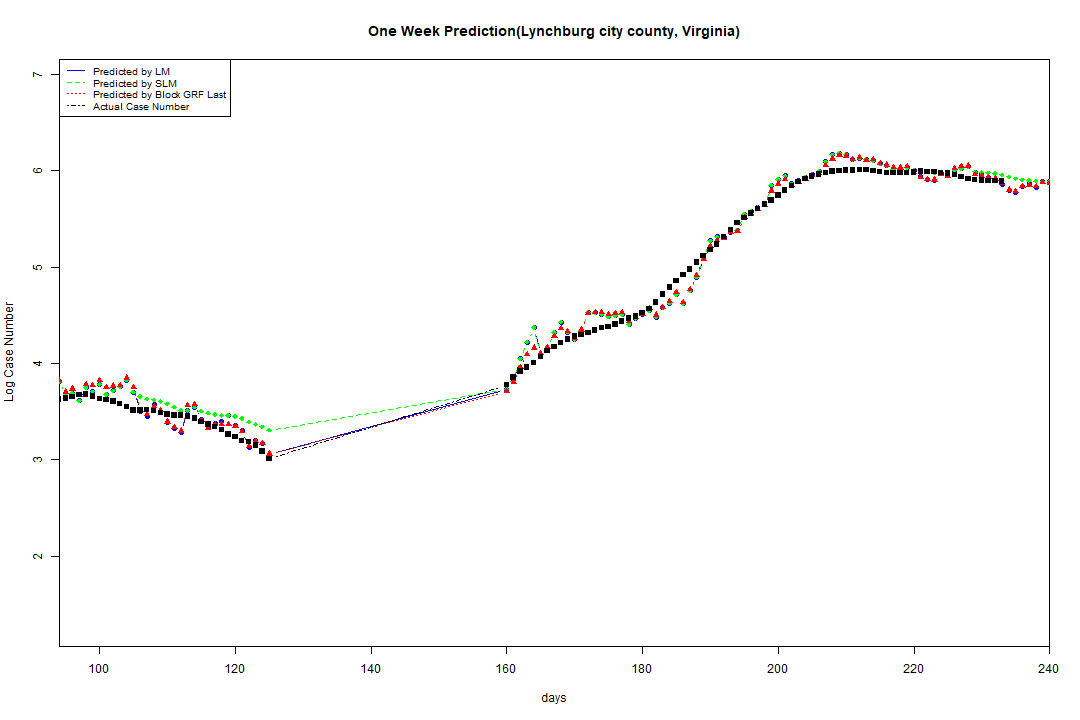 One Week Prediction(Lynchburg city county, Virginia)
Predicted by LM
Predicted by SLM
Predicted by Block GRF Last
Actual Case Number
7
6
5
4
3
2
Log Case Number
100 120 140 160 180 200 220 240
days